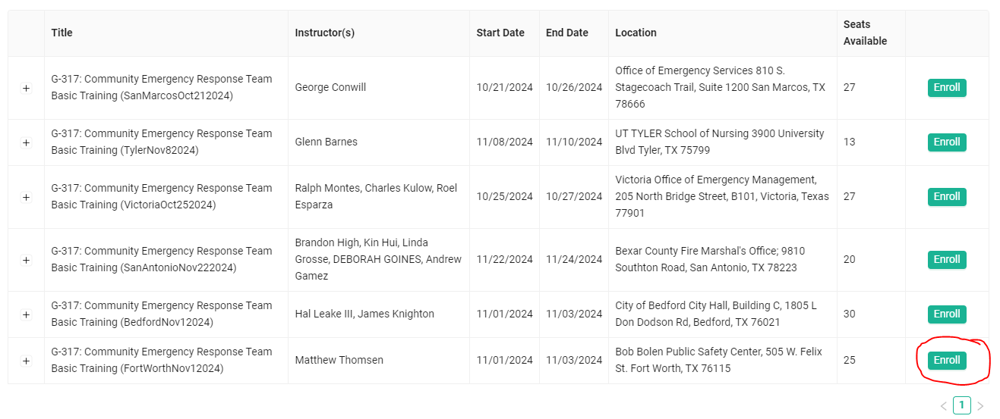 Title Instructor(s) Start Date End Date Location Seats Available
G-317: Community Emergency Response Team
Basic Training (SanMarcosOct212024)
George Conwill
10/21/2024 10/26/2024
Office of Emergency Services 810 S.
Stagecoach Trail, Suite 1200 San Marcos, TX
78666
27
Enroll
G-317: Community Emergency Response Team
Basic Training (TylerNov82024)
Glenn Barnes
11/08/2024 11/10/2024
UT TYLER School of Nursing 3900 University
Blvd Tyler, TX 75799
13
Enroll
G-317: Community Emergency Response Team
Basic Training (VictoriaOct252024)
Ralph Montes, Charles Kulow, Roel
Esparza
10/25/2024 10/27/2024
Victoria Office of Emergency Management,
205 North Bridge Street, B101, Victoria, Texas
77901
27
Enroll
G-317: Community Emergency Response Team
Basic Training (SanAntonioNov222024)
Brandon High, Kin Hui, Linda
Grosse, DEBORAH GOINES, Andrew
Gamez
11/22/2024 11/24/2024
Bexar County Fire Marshal's Office; 9810
Southton Road, San Antonio, TX 78223
20
Enroll
G-317: Community Emergency Response Team
Basic Training (BedfordNov12024)
Hal Leake III, James Knighton
11/01/2024 11/03/2024
City of Bedford City Hall, Building C, 1805 L
Don Dodson Rd, Bedford, TX 76021
30
Enroll
G-317: Community Emergency Response Team
Basic Training (FortWorthNov12024)
Matthew Thomsen
11/01/2024 11/03/2024
Bob Bolen Public Safety Center, 505 W. Felix
St. Fort Worth, TX 76115
25
Enroll
1